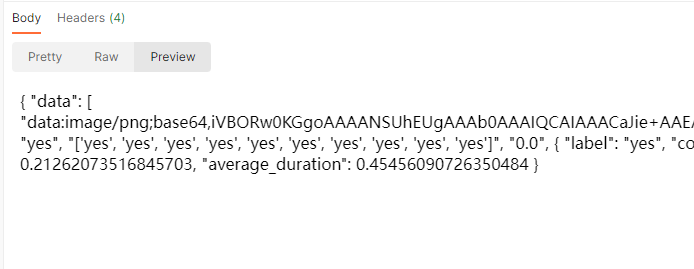 Body Headers (4)
Pretty Raw Preview
{ "data": [
"data:image/png;base64,iVBORw0KGgoAAAANSUhEUgAAAb0AAAIQCAIAAACaJie+AAEA
"yes", "['yes', 'yes', 'yes', 'yes', 'yes', 'yes', 'yes', 'yes', 'yes', 'yes']", "0.0", { "label": "yes", "co
0.21262073516845703, "average_duration": 0.45456090726350484 }